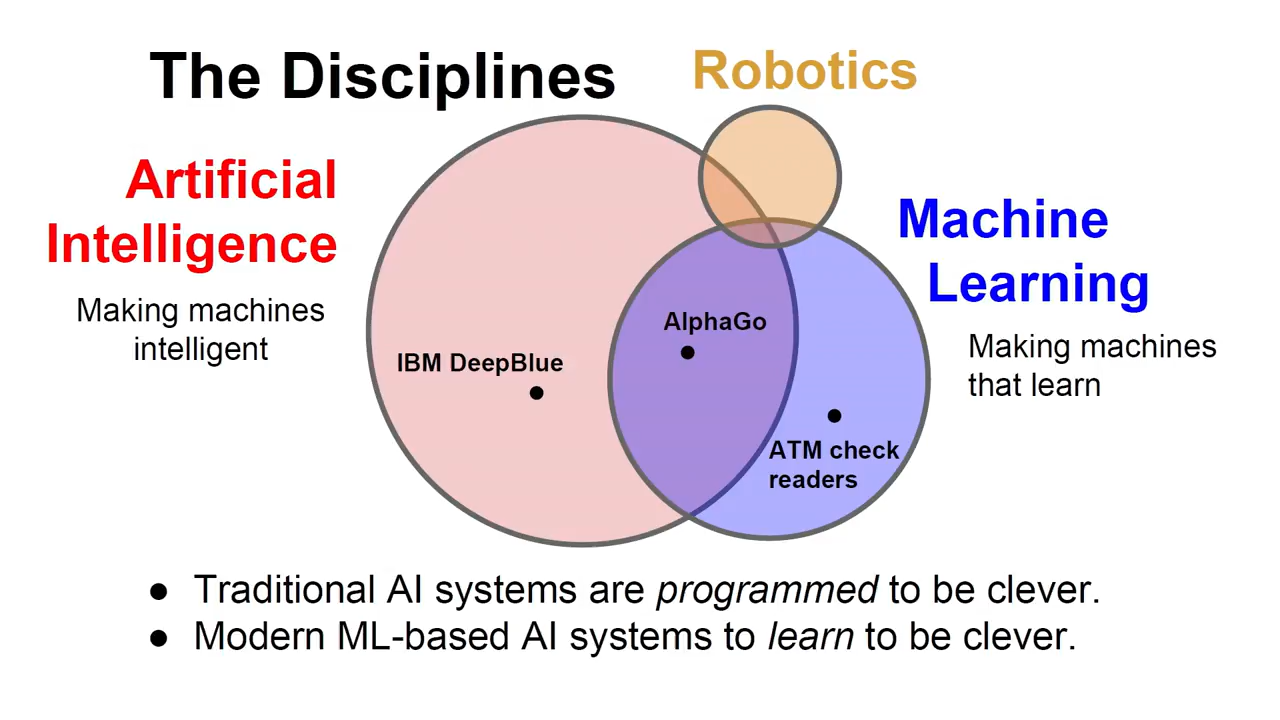 The Disciplines
Robotics
Artificial
Intelligence
Making machines
intelligent
Machine
Learning
Making machines
that learn
AlphaGo
IBM DeepBlue
ATM check
readers
● Traditional AI systems are programmed to be clever.
● Modern ML-based AI systems to learn to be clever.